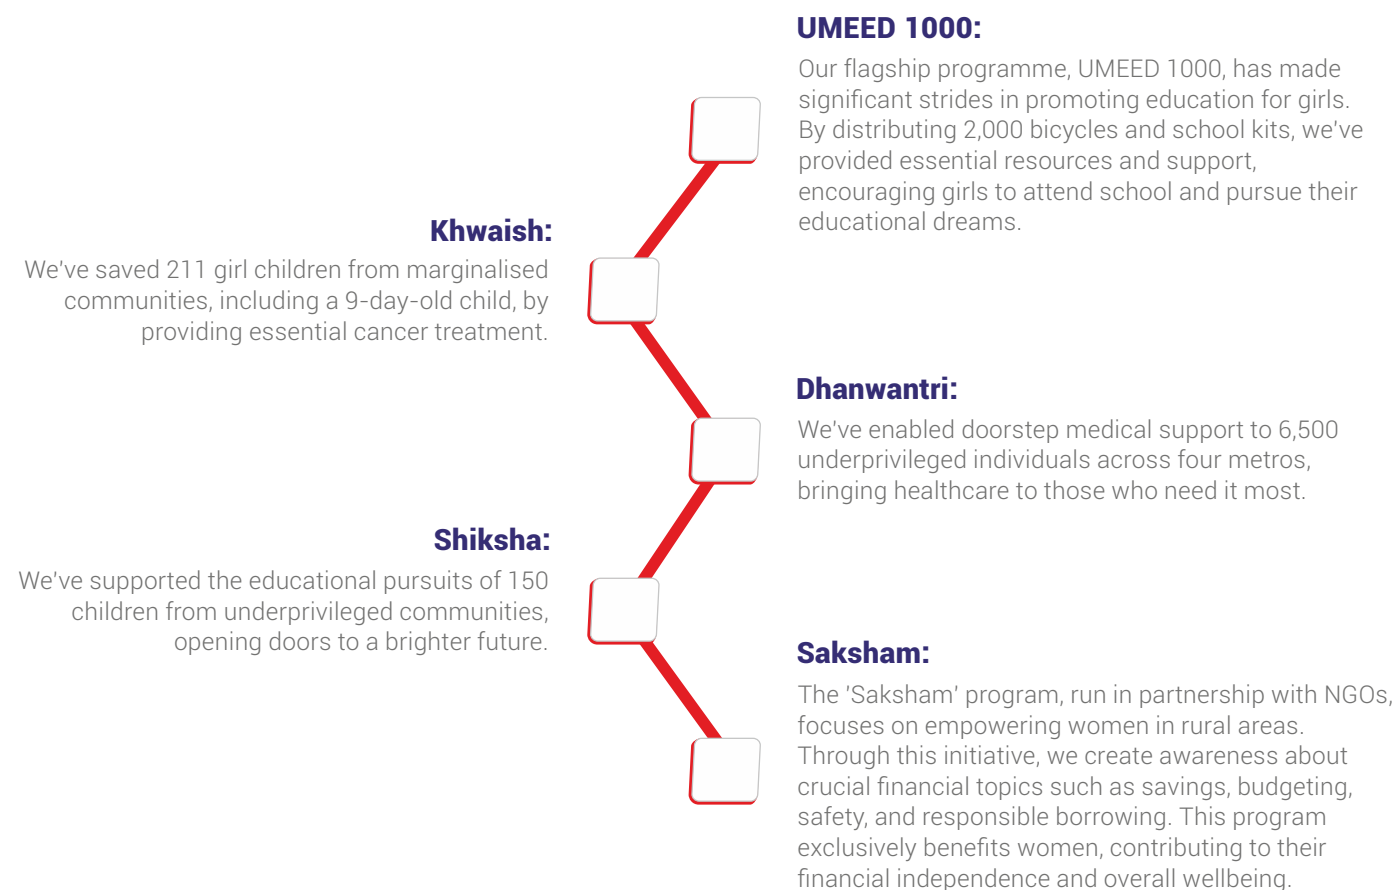 UMEED 1000:
Our flagship programme, UMEED 1000, has made
significant strides in promoting education for girls.
By distributing 2,000 bicycles and school kits, we've
provided essential resources and support,
encouraging girls to attend school and pursue their
educational dreams.
Khwaish:
We've saved 211 girl children from marginalised
communities, including a 9-day-old child, by
providing essential cancer treatment.
Dhanwantri:
We've enabled doorstep medical support to 6,500
underprivileged individuals across four metros,
bringing healthcare to those who need it most.
Shiksha:
We've supported the educational pursuits of 150
children from underprivileged communities,
opening doors to a brighter future.
Saksham:
The 'Saksham' program, run in partnership with NGOs,
focuses on empowering women in rural areas.
Through this initiative, we create awareness about
crucial financial topics such as savings, budgeting,
safety, and responsible borrowing. This program
exclusively benefits women, contributing to their
financial independence and overall wellbeing.